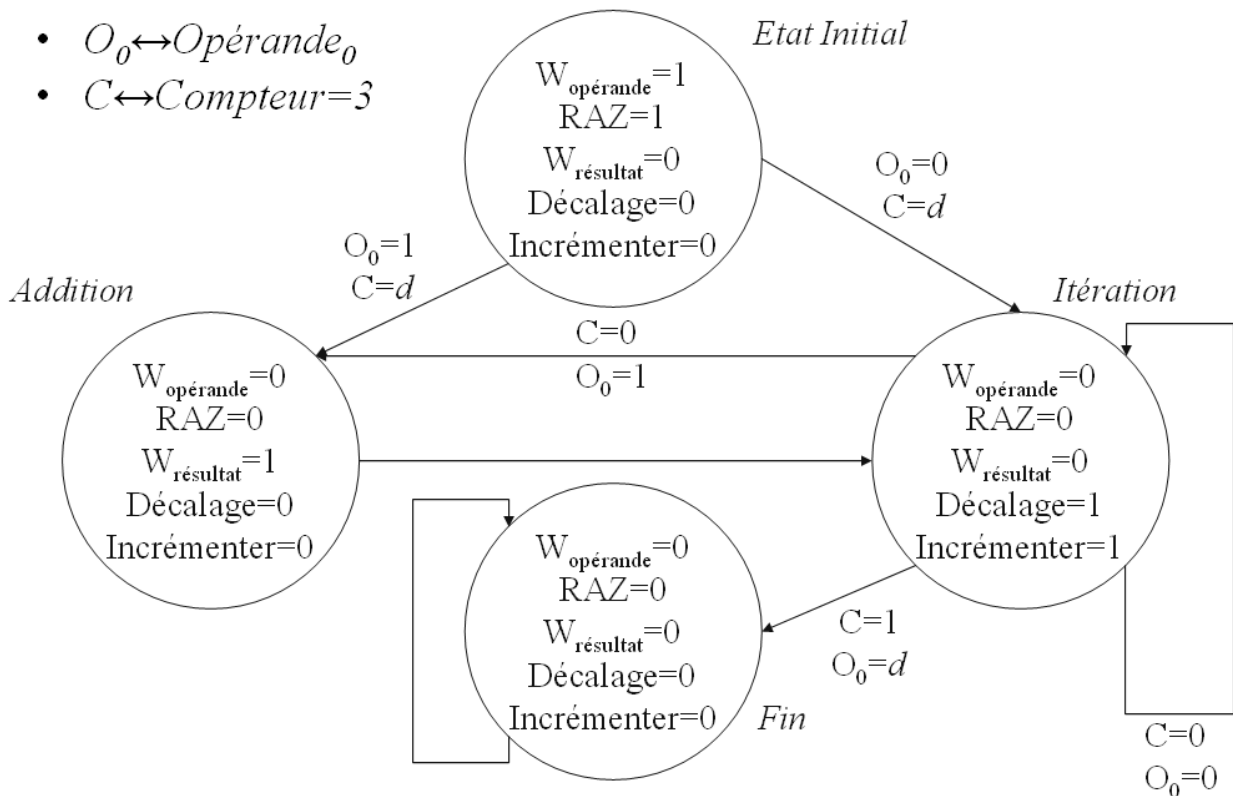 • O₀↔Opérande₀
• C↔Compteur=3
Etat Initial
W_opérande=1
RAZ=1
W_résultat=0
Décalage=0
Incrémenter=0
O₀=0
C=d
O₀=1
C=d
Addition
Itération
C=0
O₀=1
W_opérande=0
RAZ=0
W_résultat=1
Décalage=0
Incrémenter=0
W_opérande=0
RAZ=0
W_résultat=0
Décalage=1
Incrémenter=1
W_opérande=0
RAZ=0
W_résultat=0
Décalage=0
Incrémenter=0
C=1
O₀=d
Fin
C=0
O₀=0